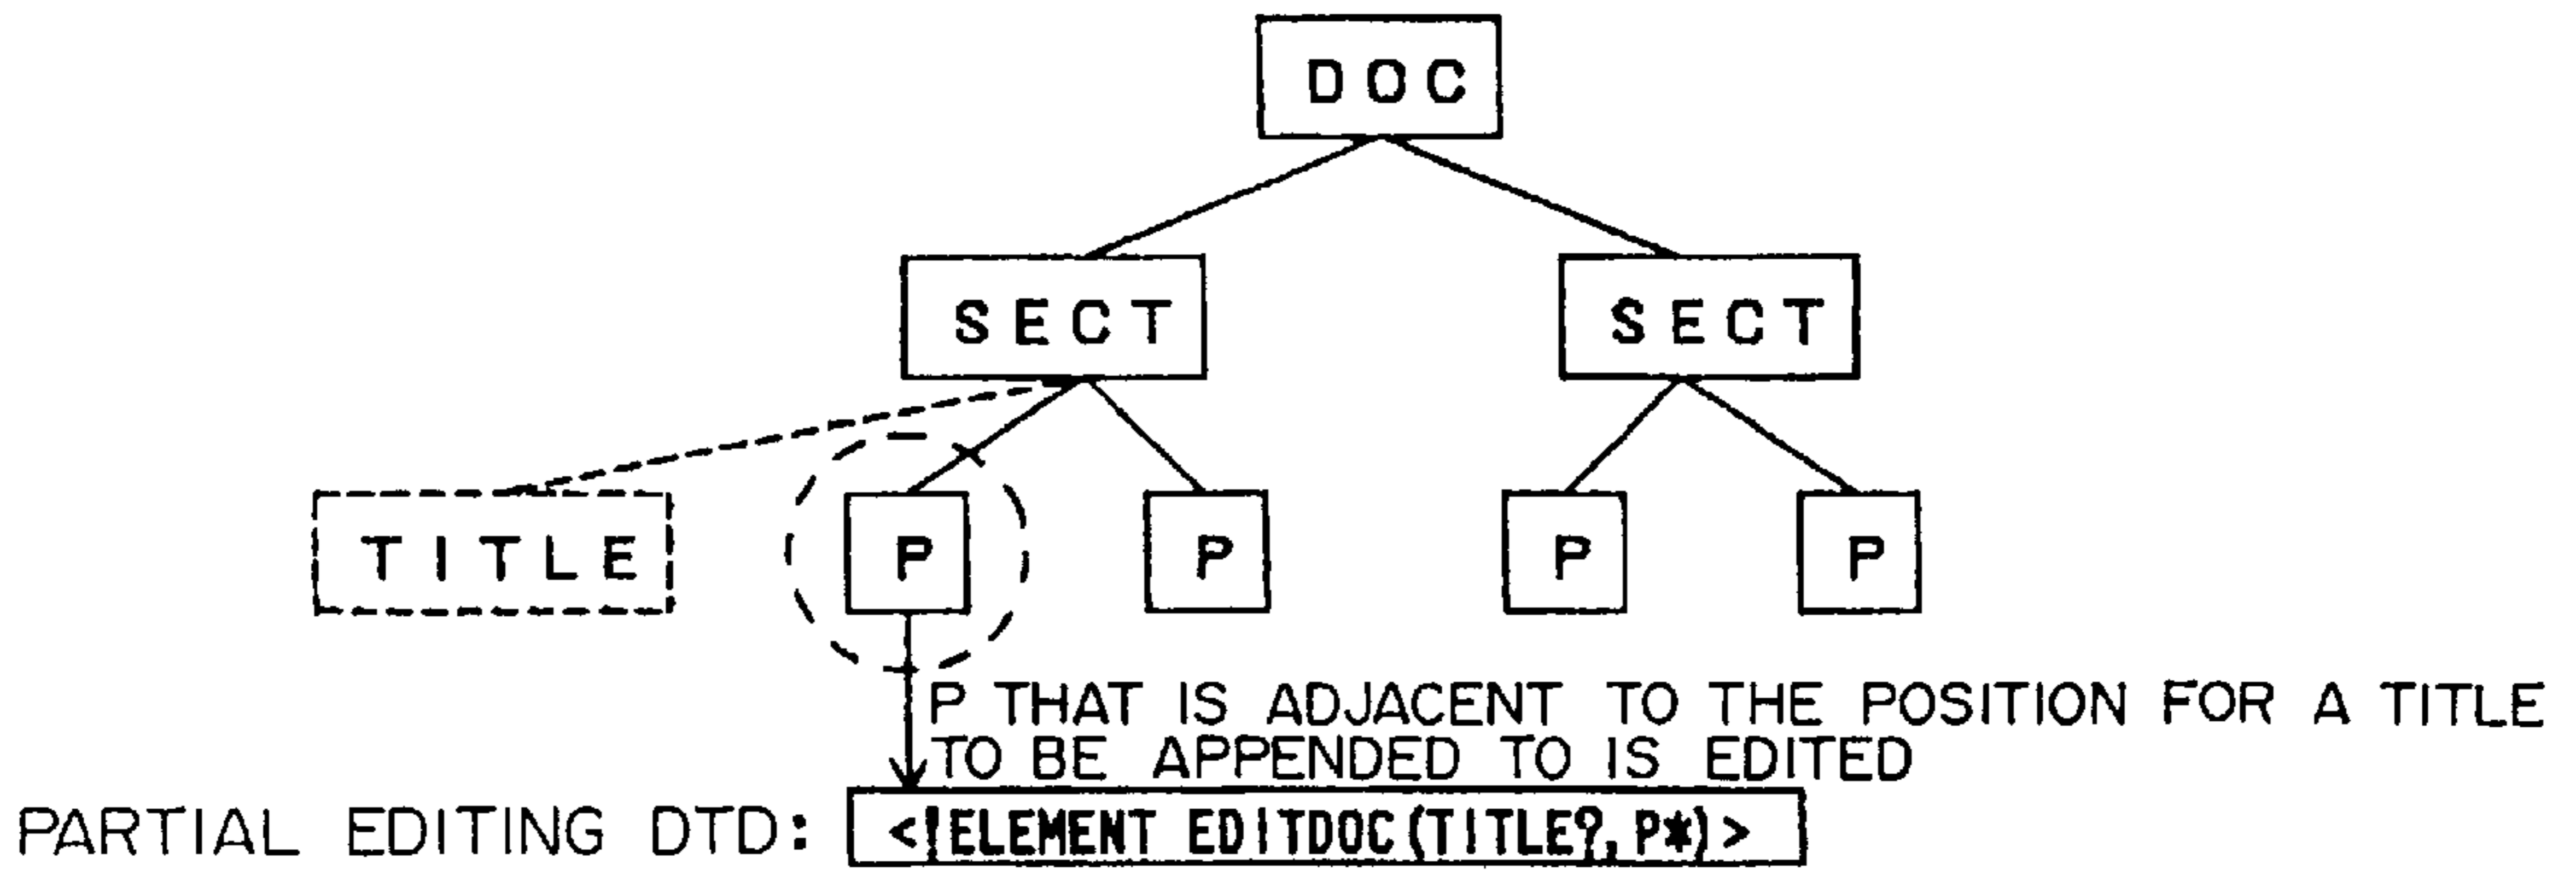 DOC
SECT SECT
TITLE P P P P
P THAT IS ADJACENT TO THE POSITION FOR A TITLE
TO BE APPENDED TO IS EDITED
PARTIAL EDITING DTD: <!ELEMENT EDITDOC(TITLE?,P*)>